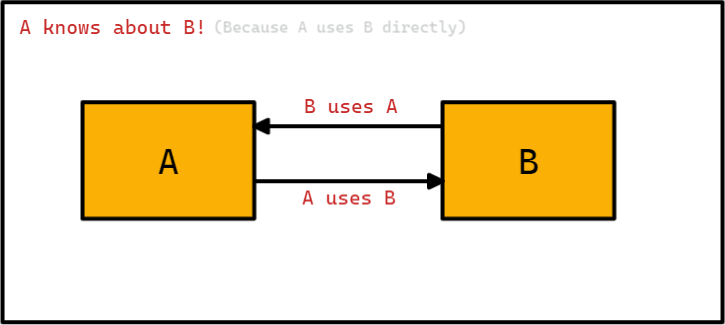 A knows about B! (Because A uses B directly)
B uses A
A
B
A uses B